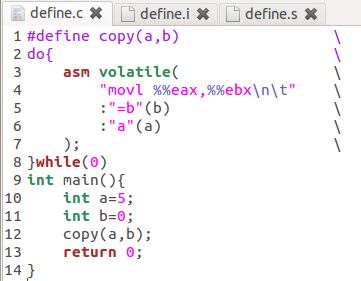 define.c define.i define.s
1 #define copy(a,b) \
2 do{ \
3     asm volatile( \
4         "movl %%eax,%%ebx\n\t" \
5         :"=b"(b) \
6         :"a"(a) \
7     ); \
8 }while(0)
9 int main(){
10     int a=5;
11     int b=0;
12     copy(a,b);
13     return 0;
14 }